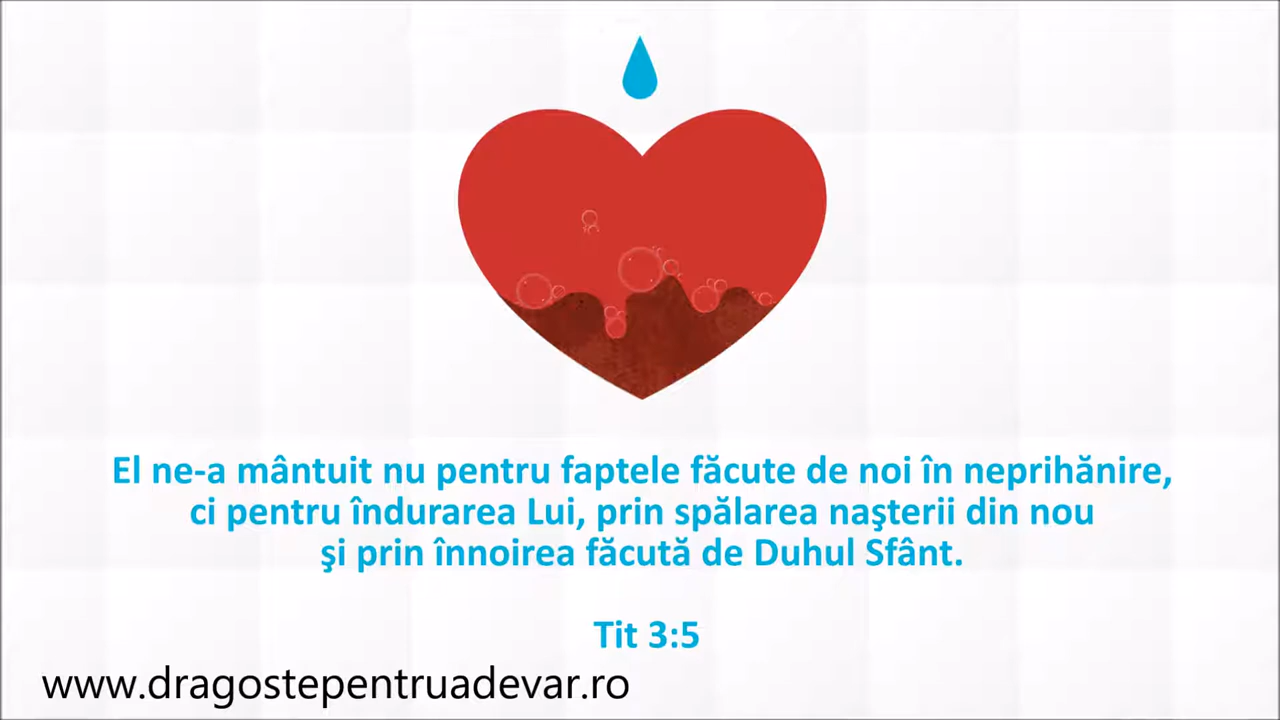 El ne-a mântuit nu pentru faptele făcute de noi în neprihănire,
ci pentru îndurarea Lui, prin spălarea naşterii din nou
şi prin înnoirea făcută de Duhul Sfânt.
Tit 3:5
www.dragostepentruadevar.ro